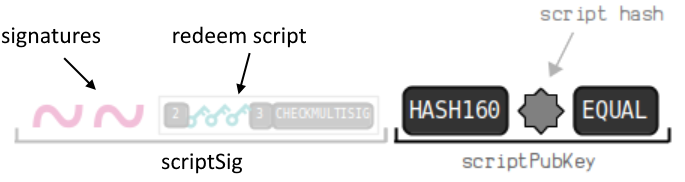 script hash
signatures redeem script
2 3 CHECKMULTISIG HASH160 EQUAL
scriptSig scriptPubKey